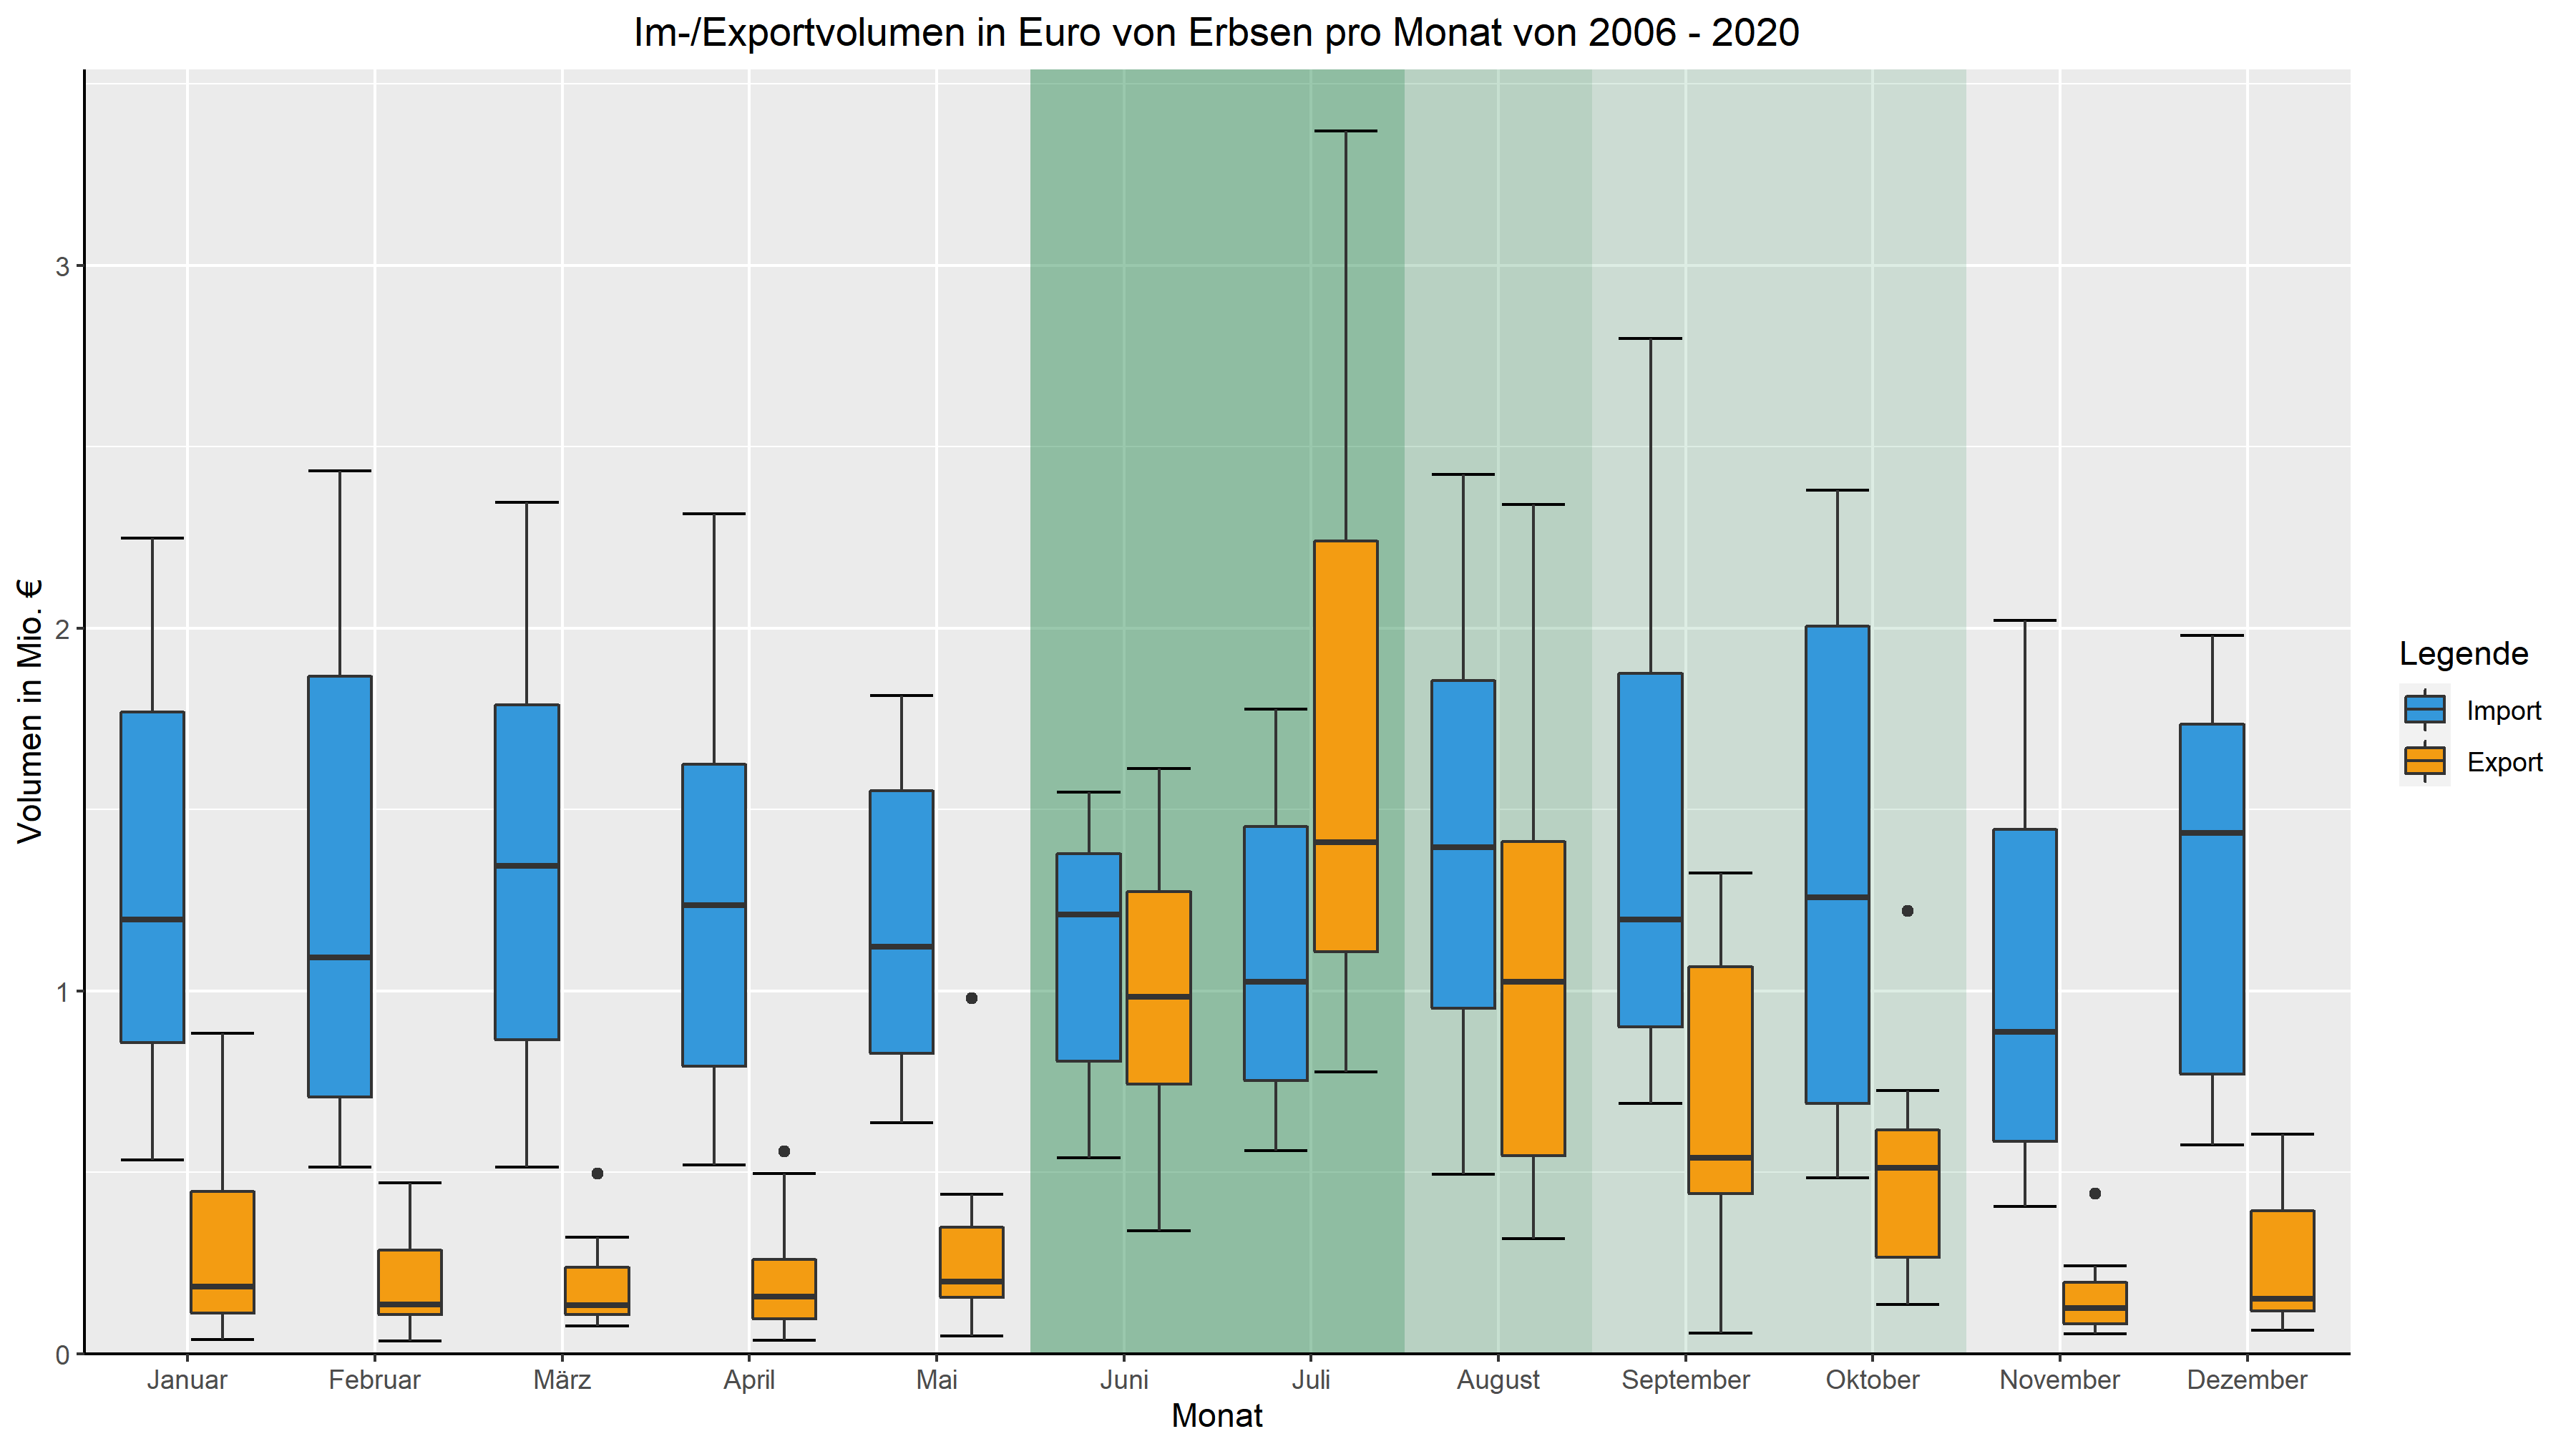 Im-/Exportvolumen in Euro von Erbsen pro Monat von 2006 - 2020
Volumen in Mio. €
3
2
1
0
Januar Februar März April Mai Juni Juli August September Oktober November Dezember
Monat
Legende
Import
Export